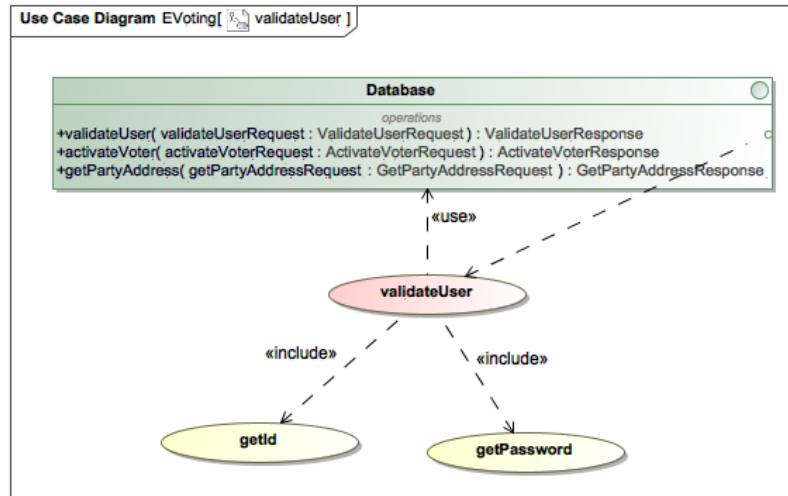 Use Case Diagram EVoting[ validateUser ]
Database
operations
+validateUser( validateUserRequest : ValidateUserRequest ) : ValidateUserResponse
+activateVoter( activateVoterRequest : ActivateVoterRequest ) : ActivateVoterResponse
+getPartyAddress( getPartyAddressRequest : GetPartyAddressRequest ) : GetPartyAddressResponse
«use»
validateUser
«include»
«include»
getId
getPassword